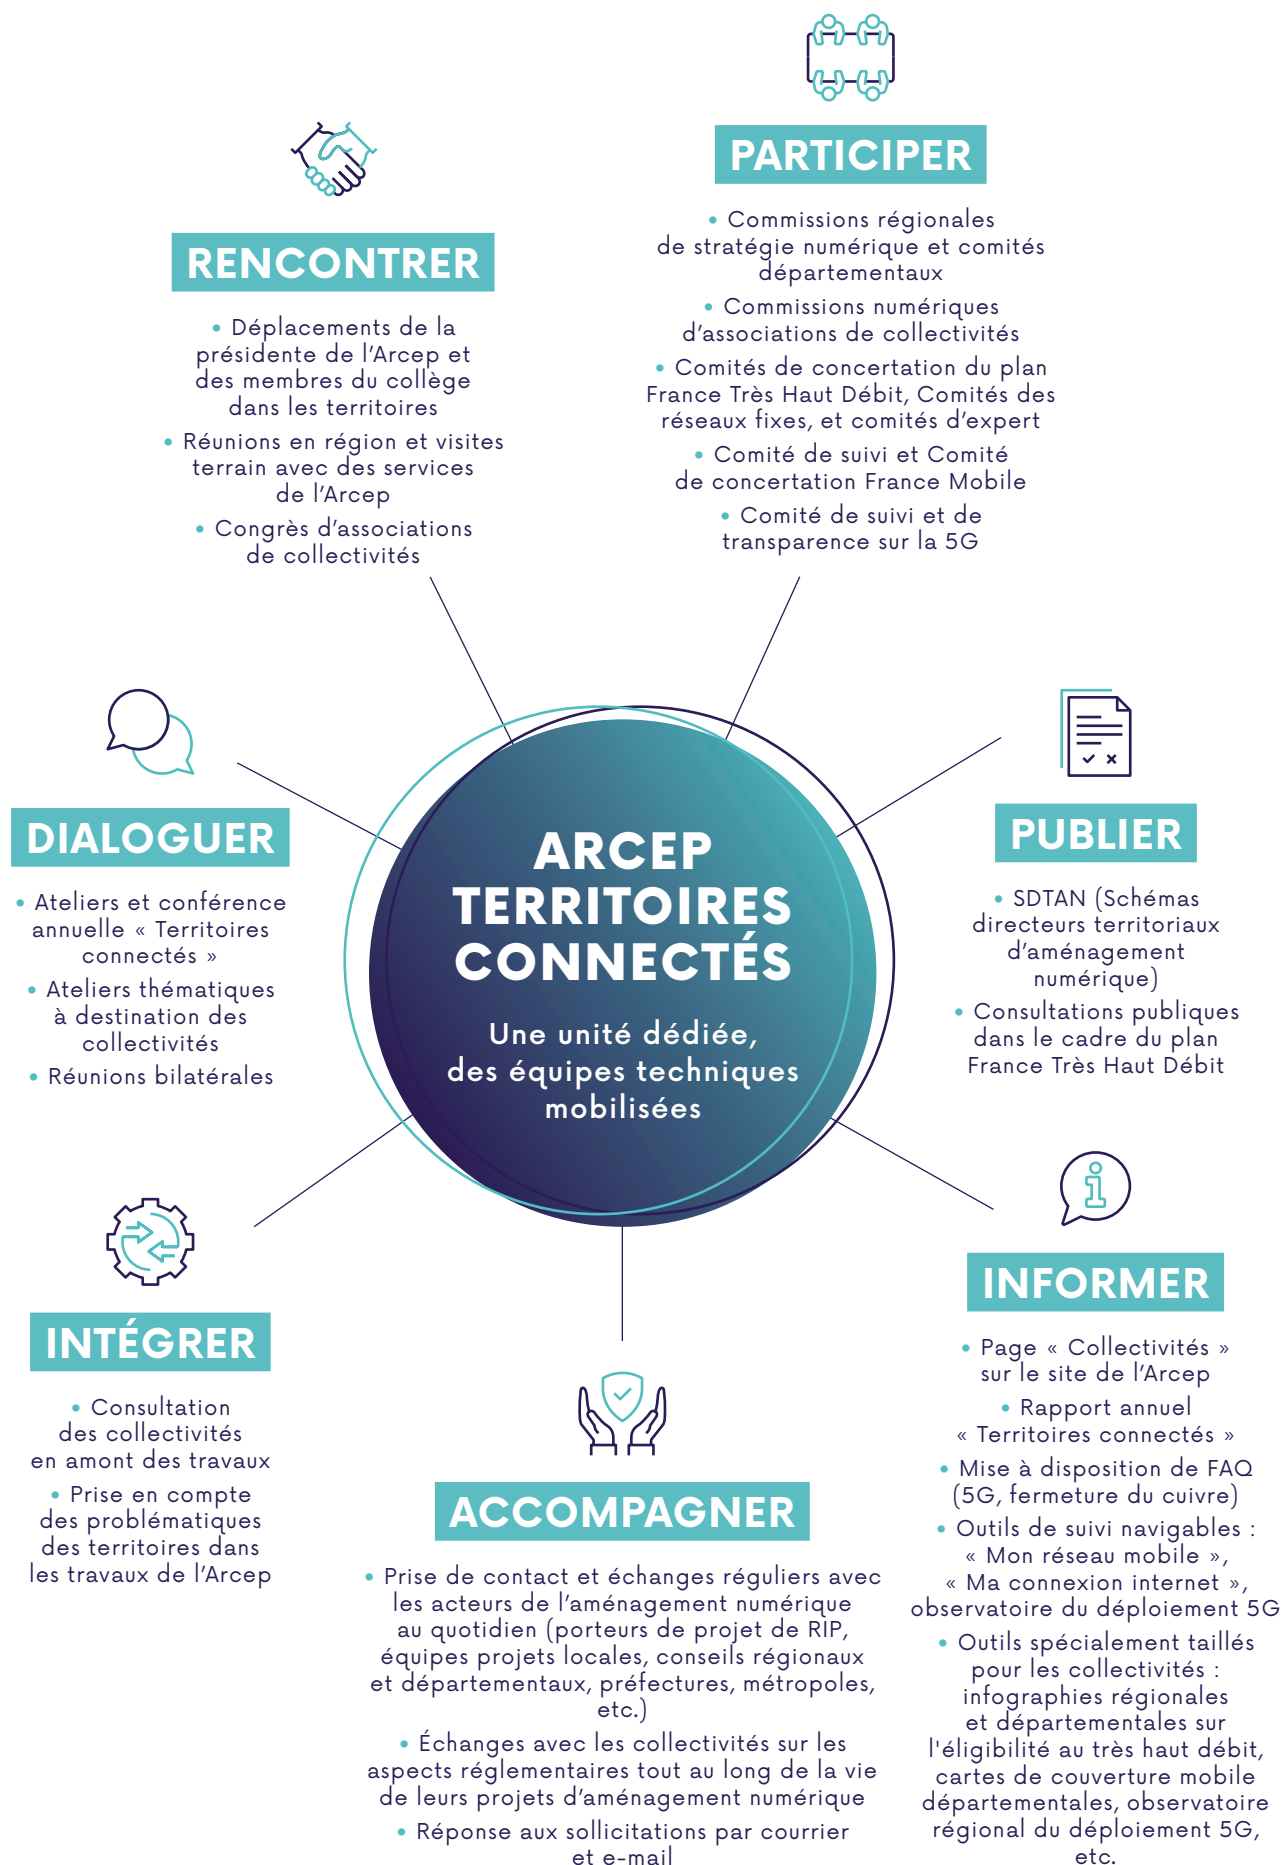 PARTICIPER
• Commissions régionales
de stratégie numérique et comités
départementaux
• Commissions numériques
d’associations de collectivités
• Comités de concertation du plan
France Très Haut Débit, Comités des
réseaux fixes, et comités d’expert
• Comité de suivi et Comité
de concertation France Mobile
• Comité de suivi et de
transparence sur la 5G
RENCONTRER
• Déplacements de la
présidente de l’Arcep et
des membres du collège
dans les territoires
• Réunions en région et visites
terrain avec des services
de l’Arcep
• Congrès d’associations
de collectivités
DIALOGUER
• Ateliers et conférence
annuelle « Territoires
connectés »
• Ateliers thématiques
à destination des
collectivités
• Réunions bilatérales
ARCEP
TERRITOIRES
CONNECTÉS
Une unité dédiée,
des équipes techniques
mobilisées
PUBLIER
• SDTAN (Schémas
directeurs territoriaux
d’aménagement
numérique)
• Consultations publiques
dans le cadre du plan
France Très Haut Débit
INTÉGRER
• Consultation
des collectivités
en amont des travaux
• Prise en compte
des problématiques
des territoires dans
les travaux de l’Arcep
ACCOMPAGNER
• Prise de contact et échanges réguliers avec
les acteurs de l’aménagement numérique
au quotidien (porteurs de projet de RIP,
équipes projets locales, conseils régionaux
et départementaux, préfectures, métropoles,
etc.)
• Échanges avec les collectivités sur les
aspects réglementaires tout au long de la vie
de leurs projets d’aménagement numérique
• Réponse aux sollicitations par courrier
et e-mail
INFORMER
• Page « Collectivités »
sur le site de l’Arcep
• Rapport annuel
« Territoires connectés »
• Mise à disposition de FAQ
(5G, fermeture du cuivre)
• Outils de suivi navigables :
« Mon réseau mobile »,
« Ma connexion internet »,
observatoire du déploiement 5G
• Outils spécialement taillés
pour les collectivités :
infographies régionales
et départementales sur
l'éligibilité au très haut débit,
cartes de couverture mobile
départementales, observatoire
régional du déploiement 5G,
etc.